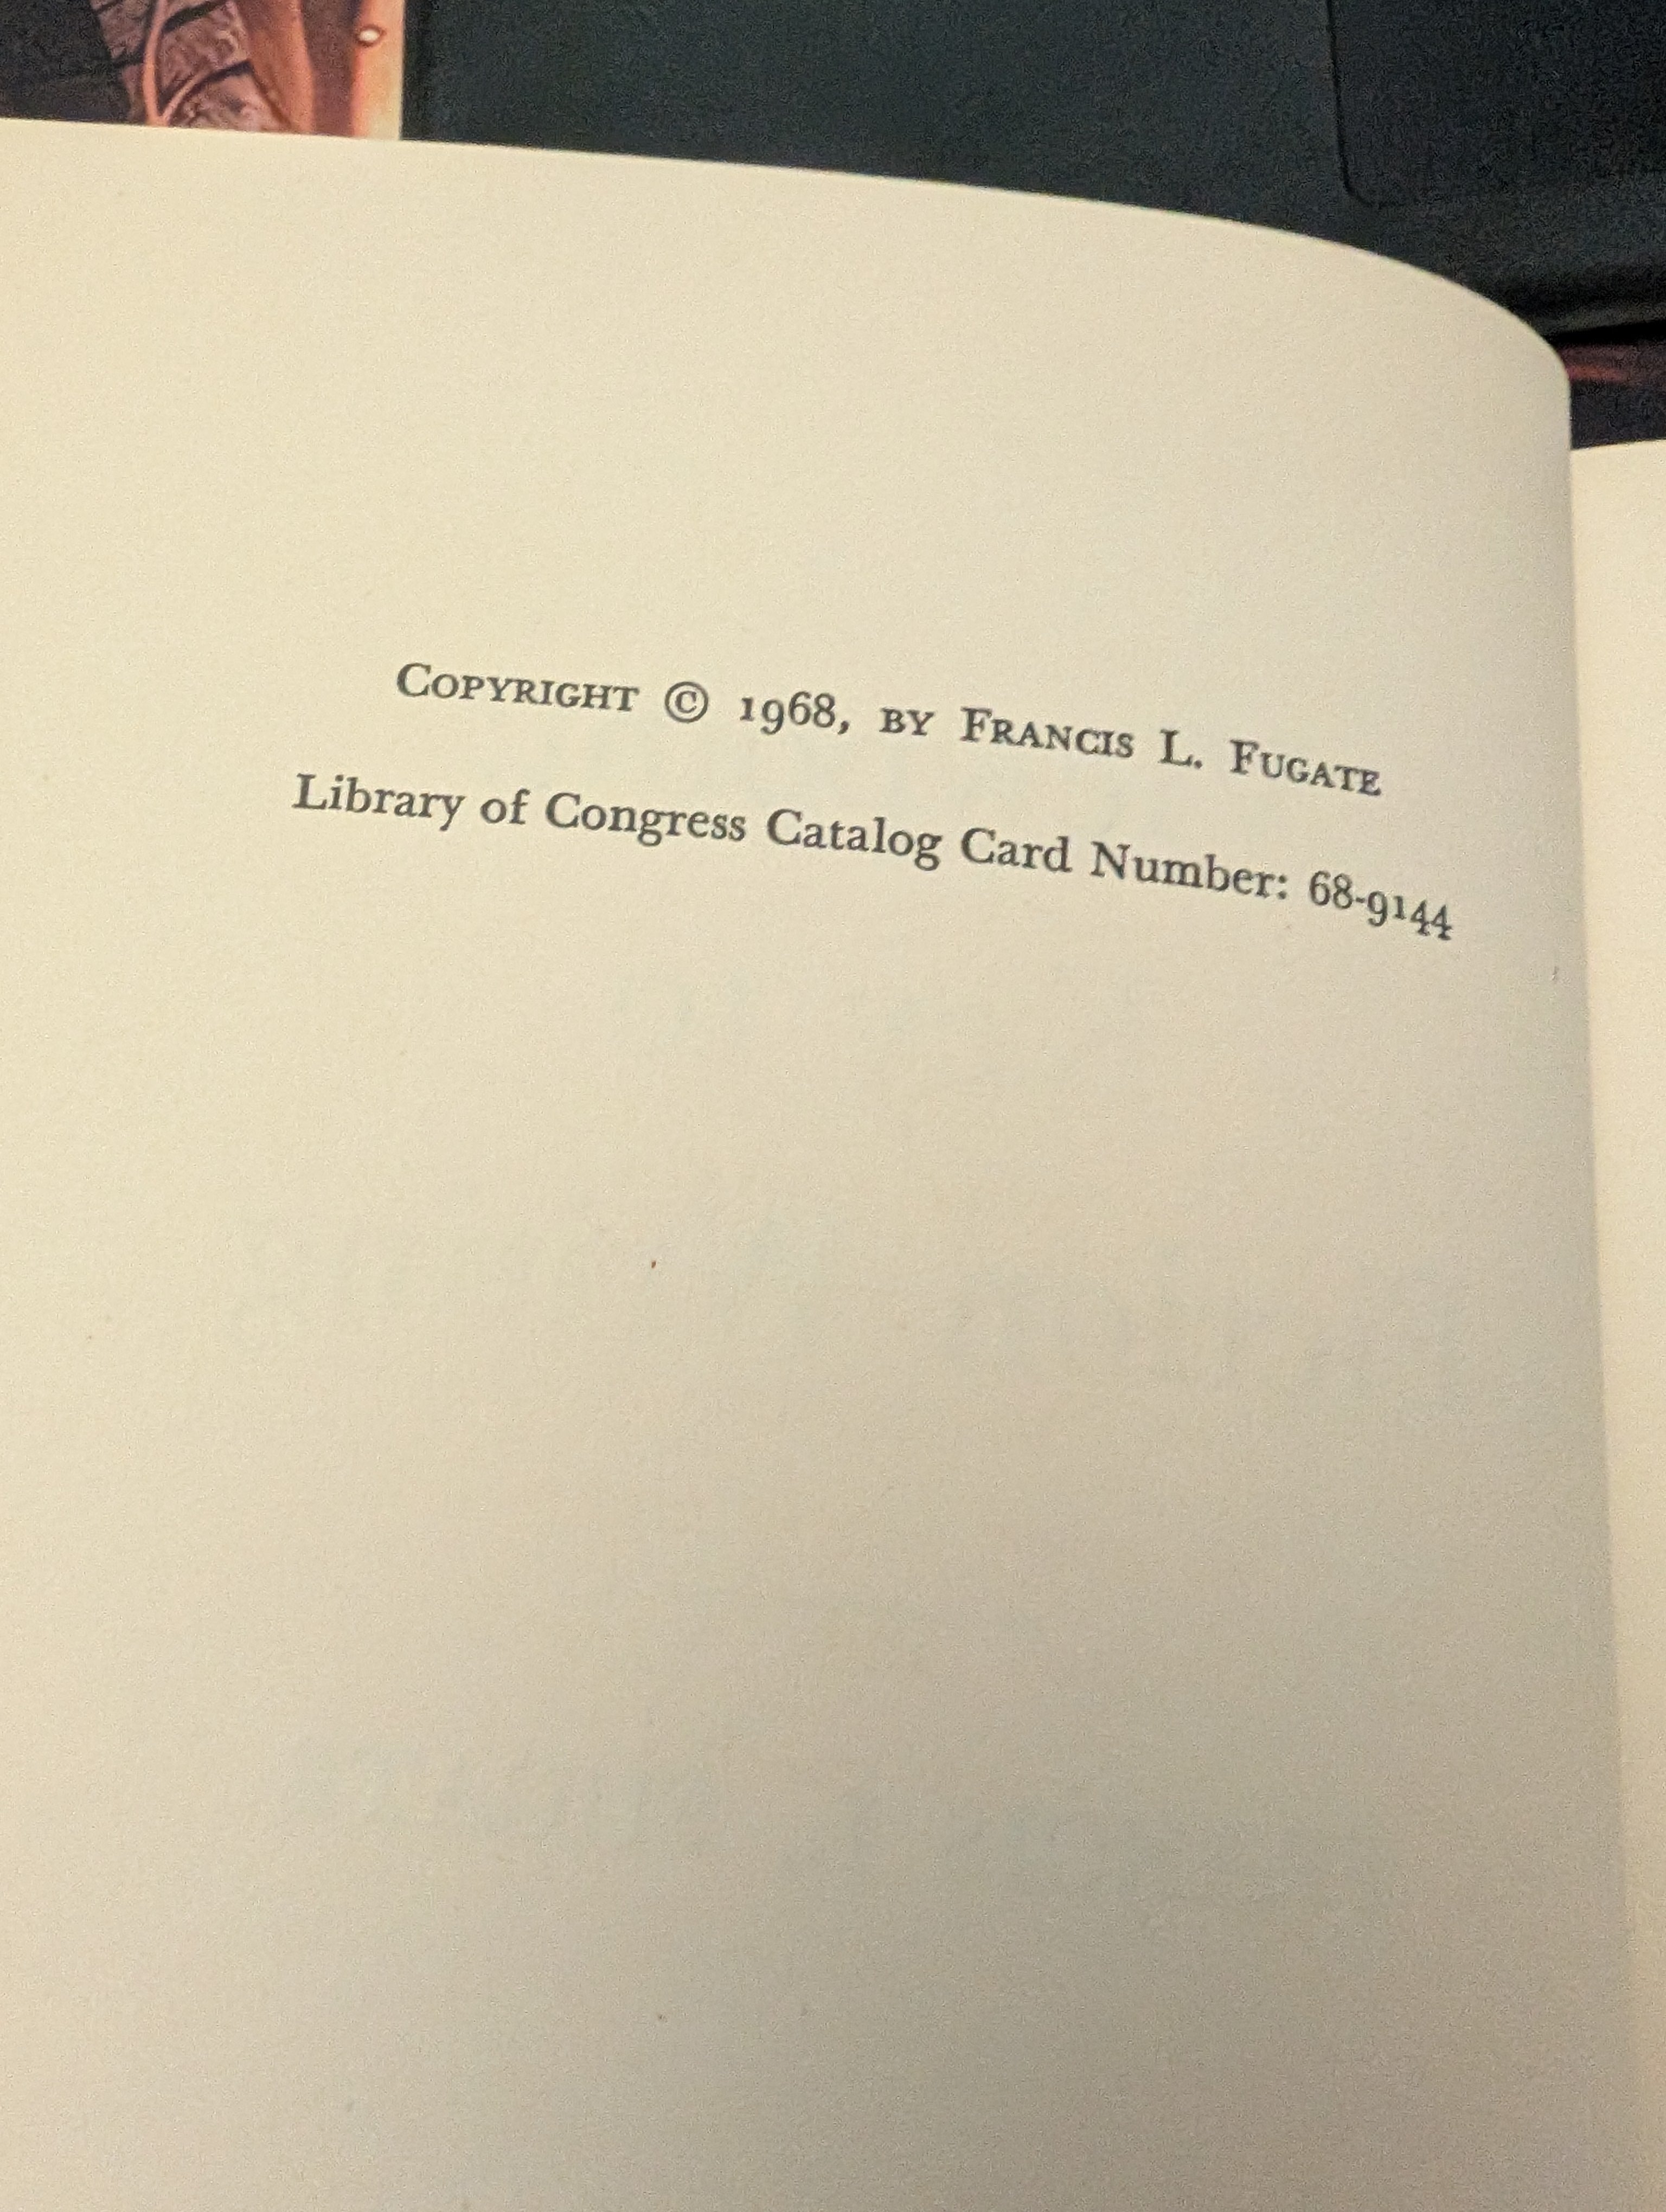 Copyright © 1968, by Francis L. Fugate
Library of Congress Catalog Card Number: 68-9144